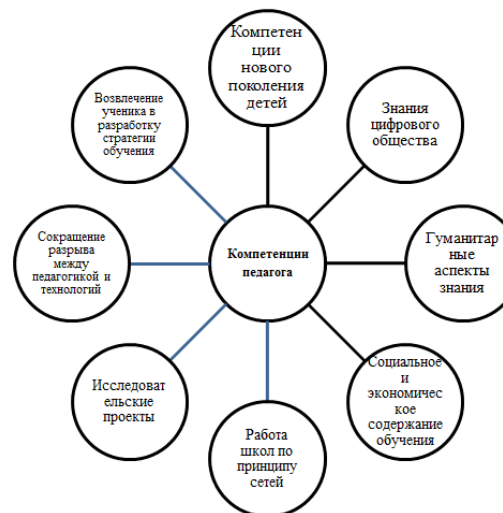 Компетен
ции
нового
поколения
детей
Знания
цифрового
общества
Гуманитар
ные
аспекты
знания
Социальное
и
экономичес
кое
содержание
обучения
Работа
школ по
принципу
сетей
Исследоват
ельские
проекты
Сокращение
разрыва
между
педагогикой и
технологий
Возвлечение
ученика в
разработку
стратегии
обучения
Компетенции
педагога